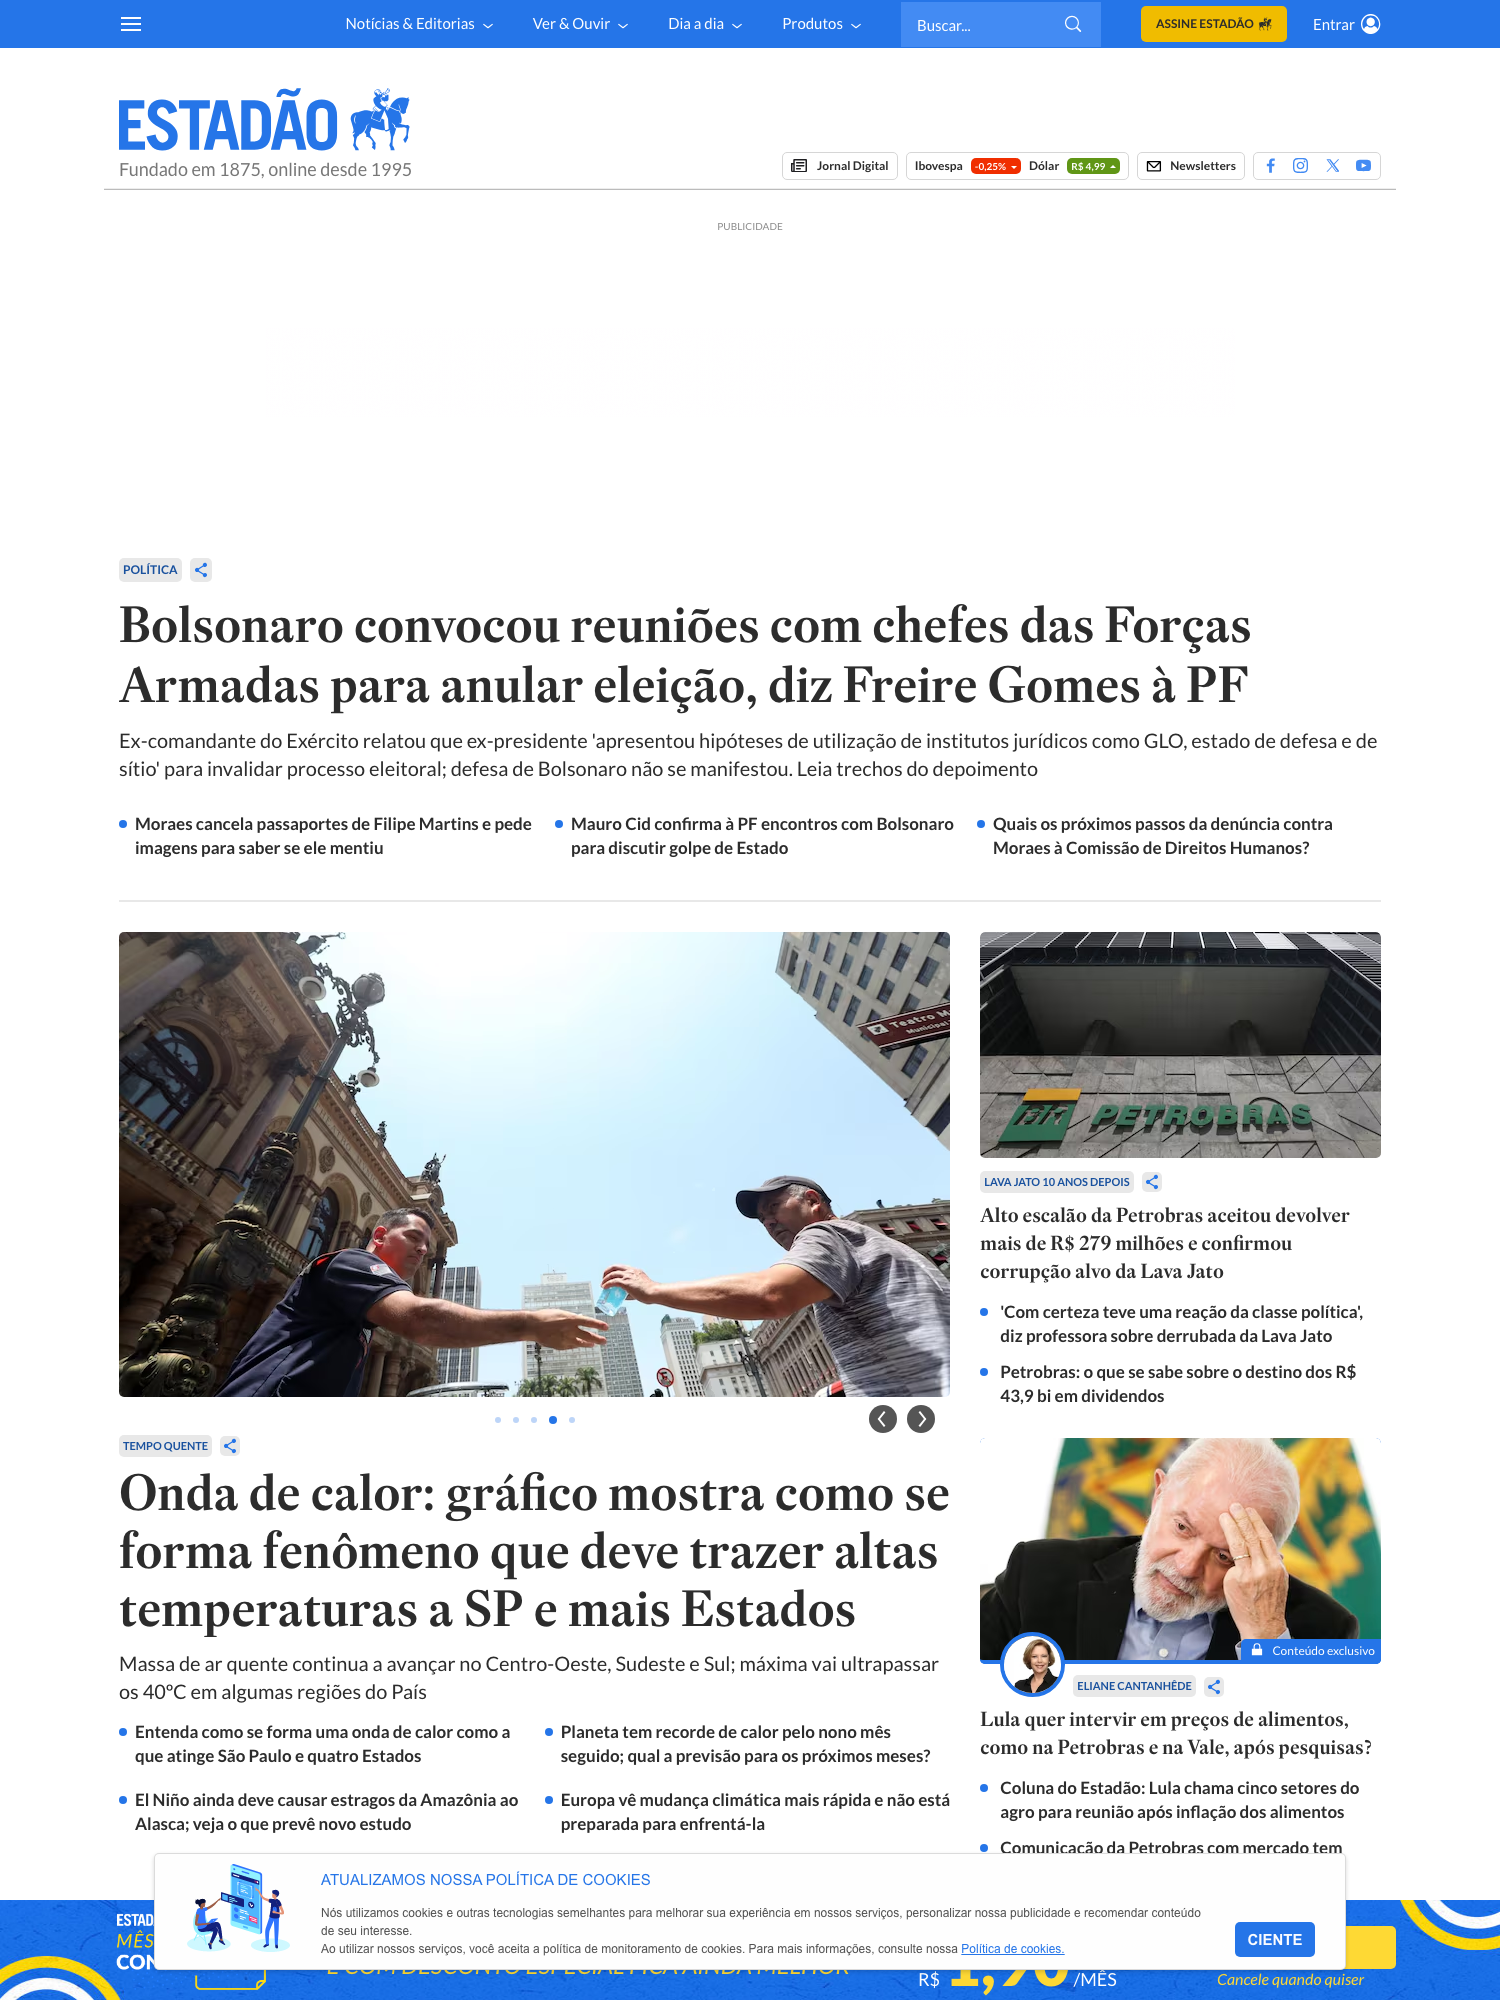 Notícias & Editorias
Ver & Ouvir
Dia a dia
Produtos
Buscar...
ASSINE ESTADÃO
Entrar
ESTADÃO
Fundado em 1875, online desde 1995
Jornal Digital
Ibovespa -0,25% Dólar R$ 4,99
Newsletters
PUBLICIDADE
POLÍTICA
Bolsonaro convocou reuniões com chefes das Forças
Armadas para anular eleição, diz Freire Gomes à PF
Ex-comandante do Exército relatou que ex-presidente 'apresentou hipóteses de utilização de institutos jurídicos como GLO, estado de defesa e de
sítio' para invalidar processo eleitoral; defesa de Bolsonaro não se manifestou. Leia trechos do depoimento
Moraes cancela passaportes de Filipe Martins e pede
imagens para saber se ele mentiu
Mauro Cid confirma à PF encontros com Bolsonaro
para discutir golpe de Estado
Quais os próximos passos da denúncia contra
Moraes à Comissão de Direitos Humanos?
Teatro M
Municipal
TEMPO QUENTE
Onda de calor: gráfico mostra como se
forma fenômeno que deve trazer altas
temperaturas a SP e mais Estados
Massa de ar quente continua a avançar no Centro-Oeste, Sudeste e Sul; máxima vai ultrapassar
os 40ºC em algumas regiões do País
Entenda como se forma uma onda de calor como a
que atinge São Paulo e quatro Estados
Planeta tem recorde de calor pelo nono mês
seguido; qual a previsão para os próximos meses?
El Niño ainda deve causar estragos da Amazônia ao
Alasca; veja o que prevê novo estudo
Europa vê mudança climática mais rápida e não está
preparada para enfrentá-la
BR
PETROBRAS
LAVA JATO 10 ANOS DEPOIS
Alto escalão da Petrobras aceitou devolver
mais de R$ 279 milhões e confirmou
corrupção alvo da Lava Jato
'Com certeza teve uma reação da classe política',
diz professora sobre derrubada da Lava Jato
Petrobras: o que se sabe sobre o destino dos R$
43,9 bi em dividendos
Conteúdo exclusivo
ELIANE CANTANHÊDE
Lula quer intervir em preços de alimentos,
como na Petrobras e na Vale, após pesquisas?
Coluna do Estadão: Lula chama cinco setores do
agro para reunião após inflação dos alimentos
Comunicação da Petrobras com mercado tem
ATUALIZAMOS NOSSA POLÍTICA DE COOKIES
Nós utilizamos cookies e outras tecnologias semelhantes para melhorar sua experiência em nossos serviços, personalizar nossa publicidade e recomendar conteúdo
de seu interesse.
Ao utilizar nossos serviços, você aceita a política de monitoramento de cookies. Para mais informações, consulte nossa Política de cookies.
CIENTE
ESTAD
MÊS
CON
E COM DESCONTO ESPECIAL FICA AINDA MELHOR
R$ 1,90 /MÊS
Cancele quando quiser